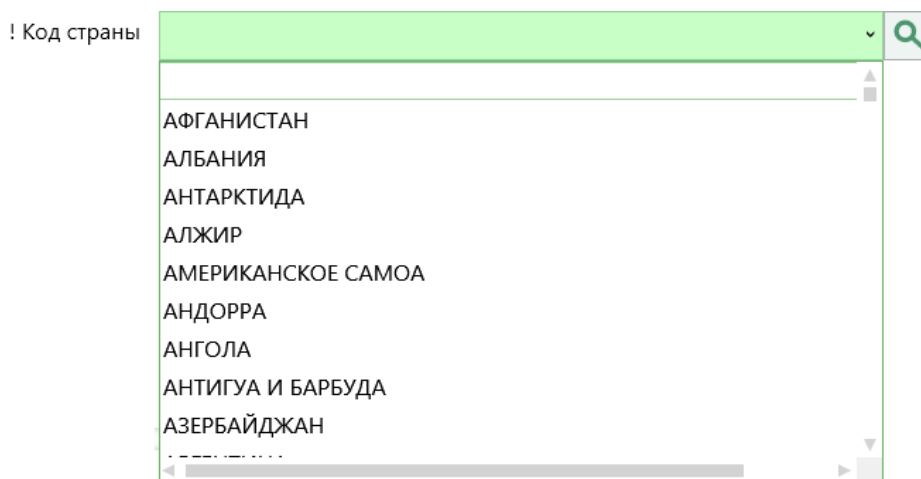 ! Код страны
АФГАНИСТАН
АЛБАНИЯ
АНТАРКТИДА
АЛЖИР
АМЕРИКАНСКОЕ САМОА
АНДОРРА
АНГОЛА
АНТИГУА И БАРБУДА
АЗЕРБАЙДЖАН